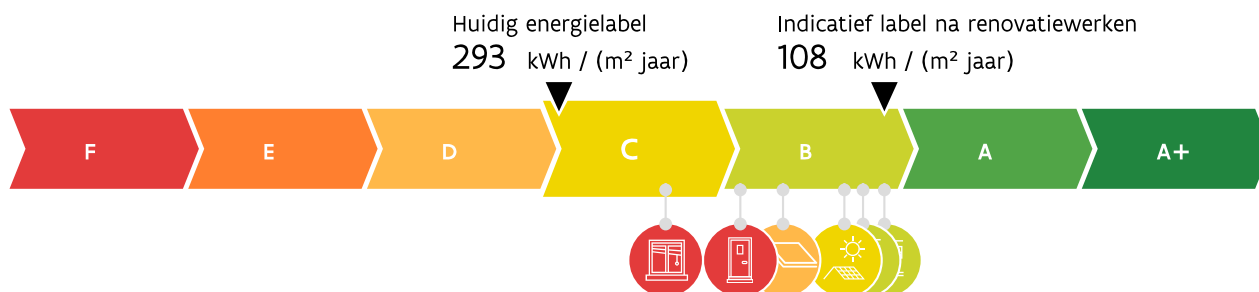 Huidig energielabel
293 kWh / (m² jaar)
Indicatief label na renovatiewerken
108 kWh / (m² jaar)
F E D C B A A+